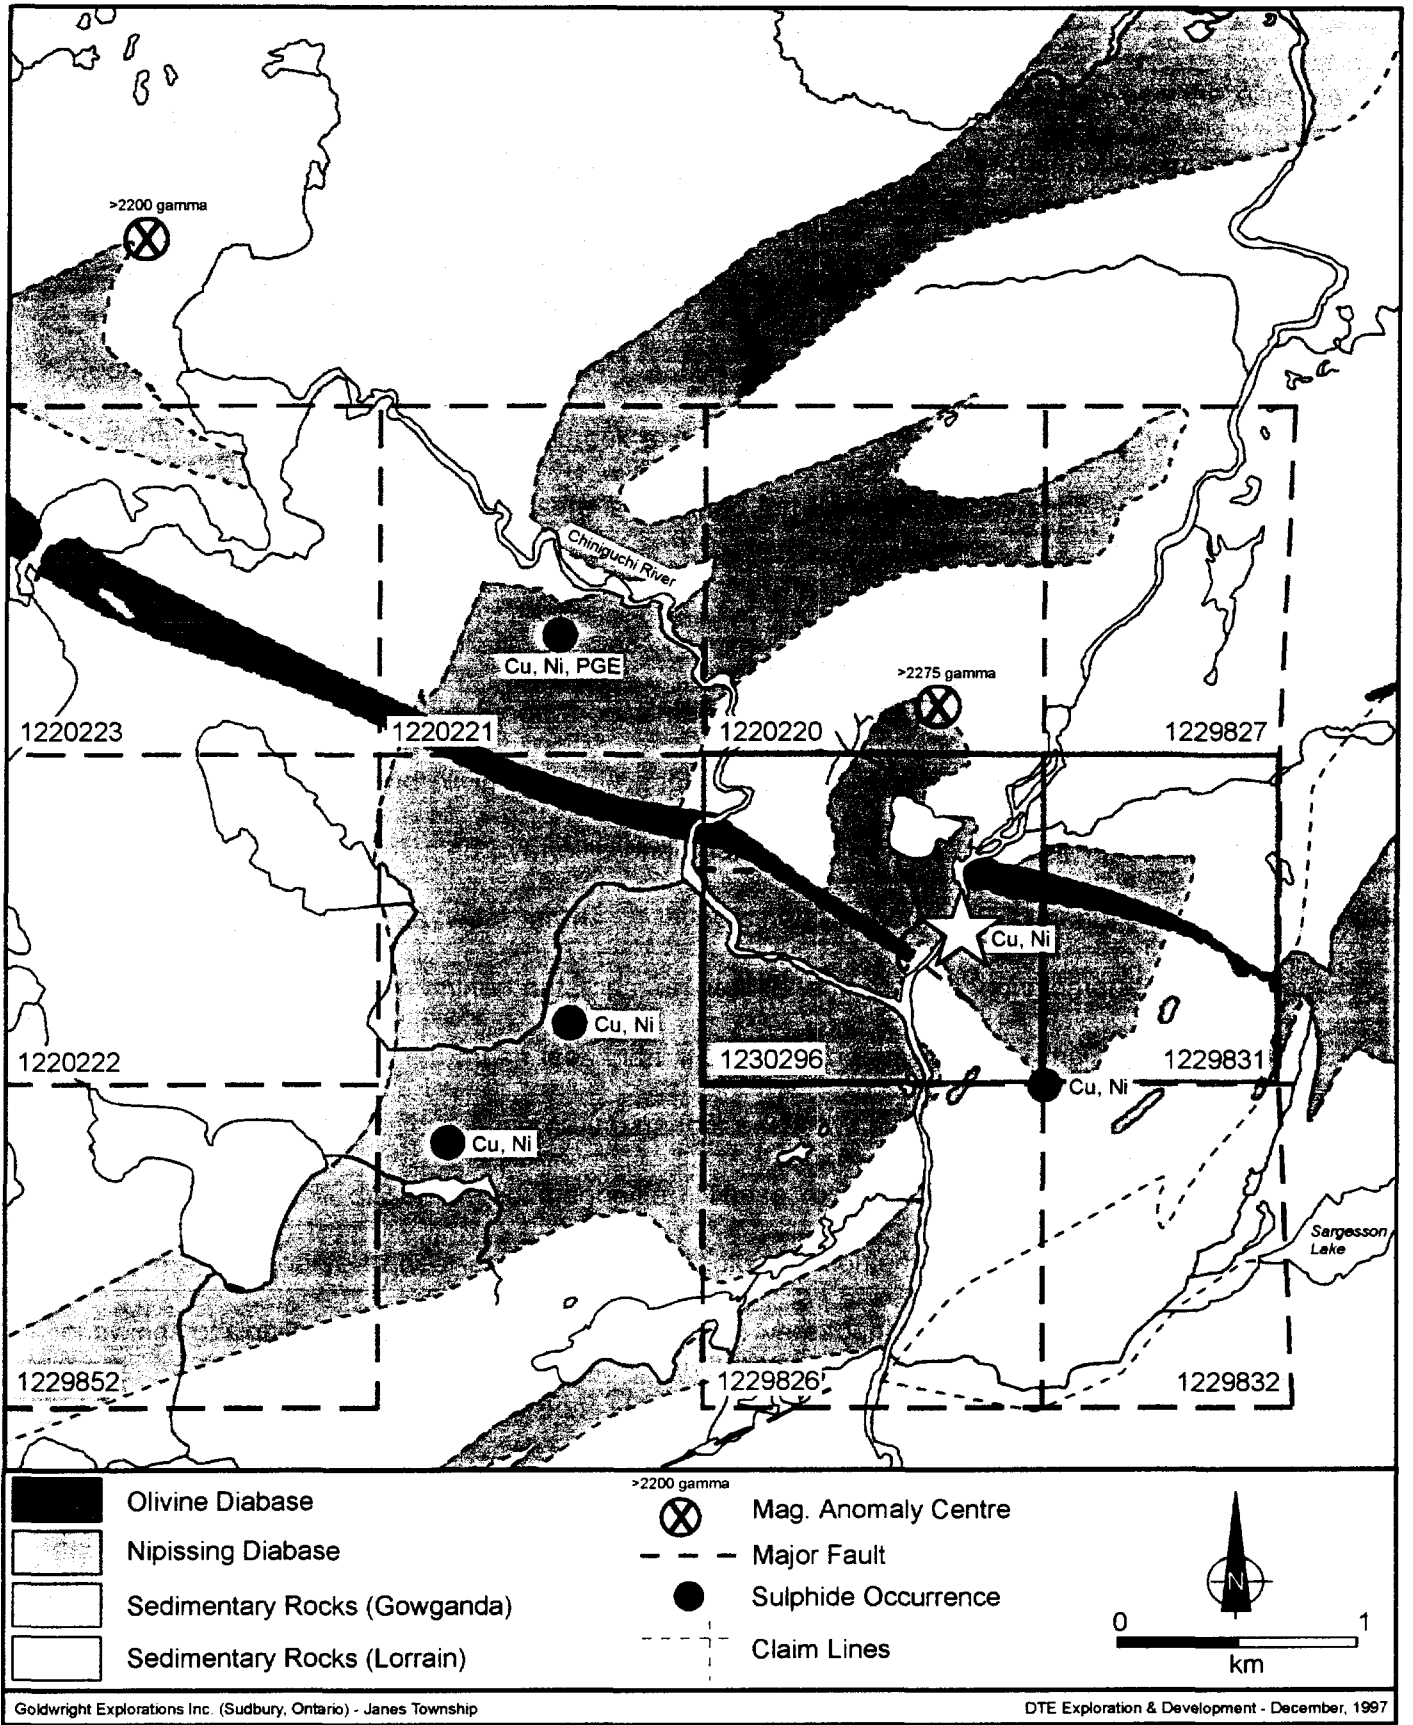 >2200 gamma
Chiniguchi River
Cu, Ni, PGE
>2275 gamma
1220223
1220221
1220220
1229827
Cu, Ni
Cu, Ni
1220222
1230296
1229831
Cu, Ni
Cu, Ni
Sargesson
Lake
1229852
1229826
1229832
>2200 gamma
Olivine Diabase
Mag. Anomaly Centre
Nipissing Diabase
Major Fault
Sulphide Occurrence
Sedimentary Rocks (Gowganda)
Claim Lines
Sedimentary Rocks (Lorrain)
N
0 1
km
Goldwright Explorations Inc. (Sudbury, Ontario) - Janes Township
DTE Exploration & Development - December, 1997